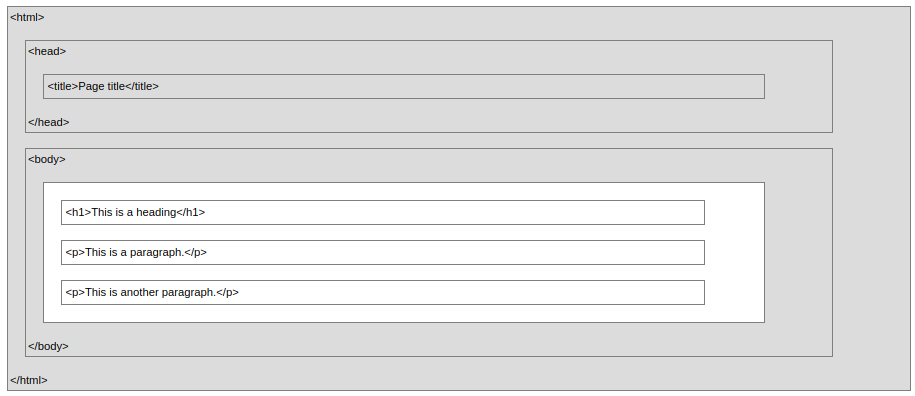 <html>
<head>
<title>Page title</title>
</head>
<body>
<h1>This is a heading</h1>
<p>This is a paragraph.</p>
<p>This is another paragraph.</p>
</body>
</html>